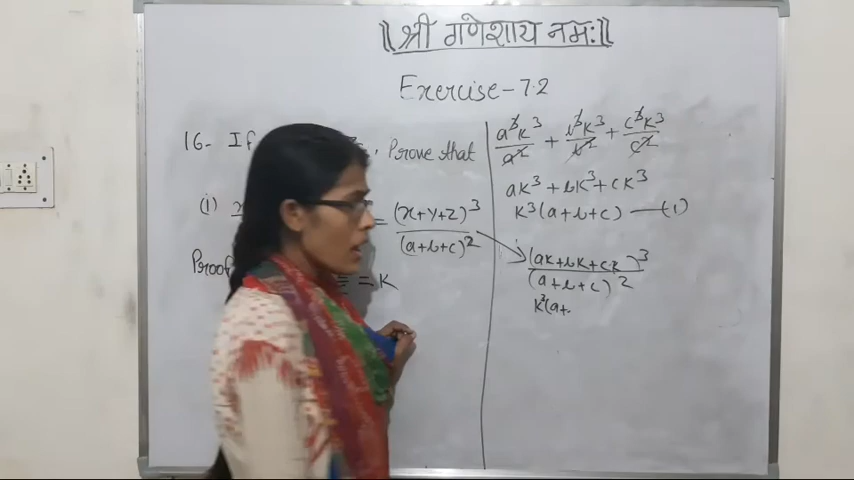 ॥श्री गणेशाय नमः॥
Exercise-7.2
16- If , Prove that
(i) = (x+y+z)³/(a+b+c)²
Proof = K
a³k³/a² + b³k³/b² + c³k³/c²
ak³+bk³+ck³
k³(a+b+c) —(1)
(ak+bk+ck)³/(a+b+c)²
k³(a+